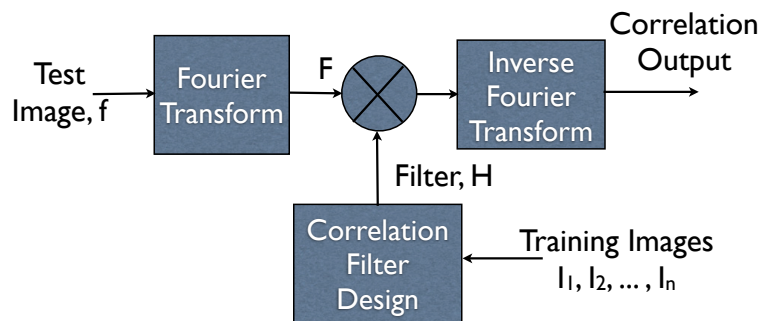 Test
Image, f
Fourier
Transform
F
Inverse
Fourier
Transform
Correlation
Output
Filter, H
Correlation
Filter
Design
Training Images
I₁, I₂, ... , Iₙ